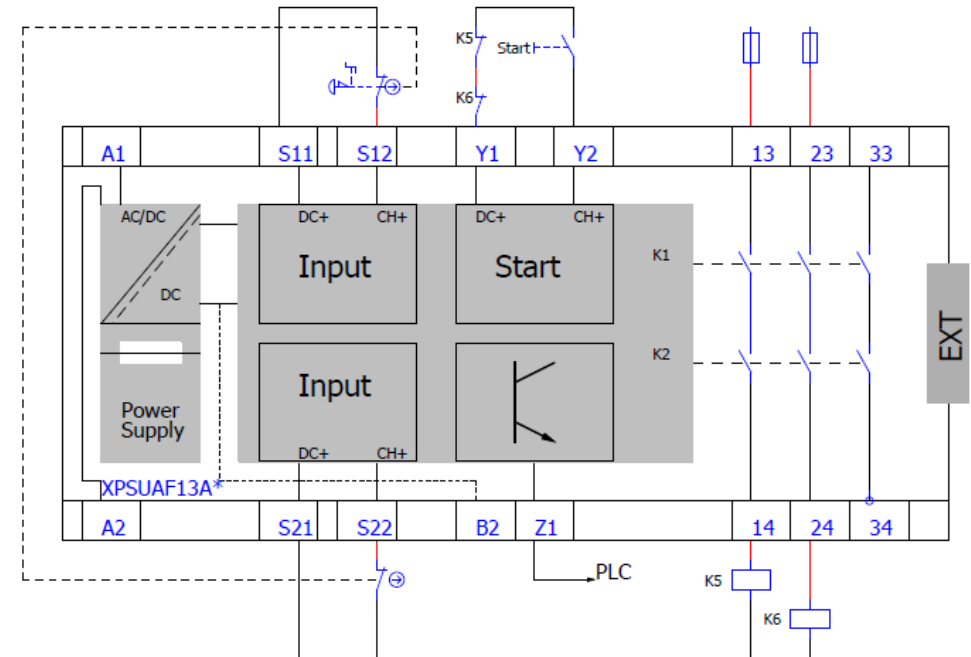 K5
Start
K6
A1 S11 S12 Y1 Y2 13 23 33
AC/DC DC+ CH+ DC+ CH+
Input Start K1
DC
EXT
K2
Input
Power
Supply
DC+ CH+
XPSUAF13A*
A2 S21 S22 B2 Z1 14 24 34
PLC K5
K6